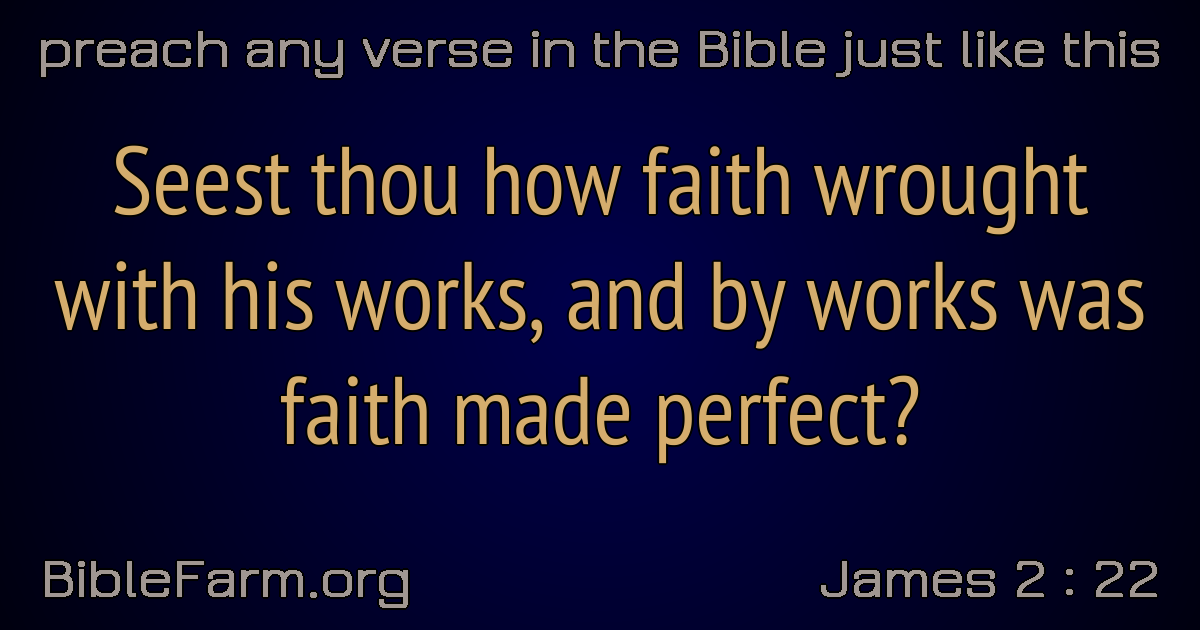 preach any verse in the Bible just like this
Seest thou how faith wrought
with his works, and by works was
faith made perfect?
BibleFarm.org
James 2 : 22